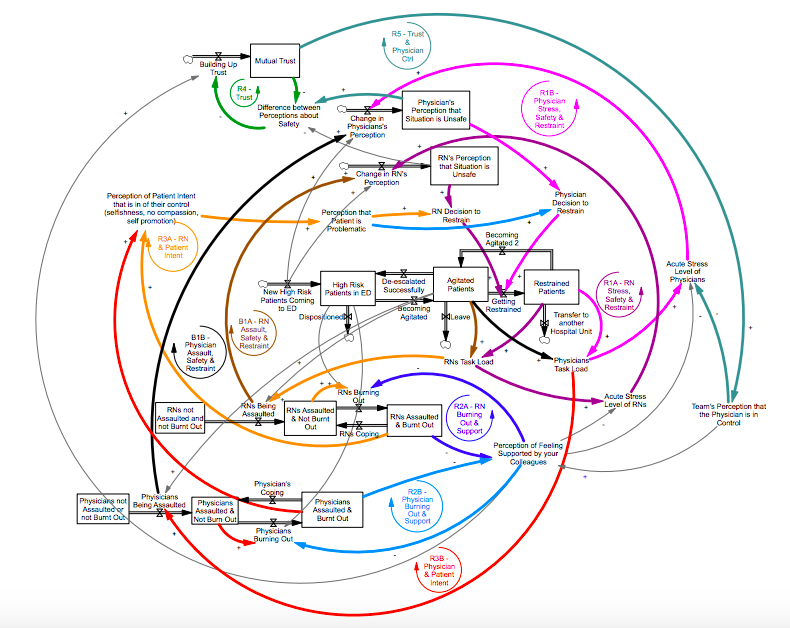 R5 - Trust
&
Physician
Ctrl
Building Up
Trust
Mutual Trust
R4 -
Trust
Difference between
Perceptions about
Safety
Change in
Physicians's
Perception
Physician's
Perception that
Situation is Unsafe
R1B -
Physician
Stress,
Safety &
Restraint
Change in RN's
Perception
RN's Perception
that Situation is
Unsafe
Perception of Patient Intent
that is in of their control
(selfishness, no compassion,
self promotion)
Perception that
Patient is
Problematic
RN Decision to
Restrain
Physician
Decision to
Restrain
R3A - RN
& Patient
Intent
Becoming
Agitated 2
Acute Stress
Level of
Physicians
New High Risk
Patients Coming
to ED
High Risk
Patients in ED
De-escalated
Successfully
Becoming
Agitated
Agitated
Patients
Getting
Restrained
Restrained
Patients
R1A - RN
Stress,
Safety &
Restraint
Dispositioned
Leave
Transfer to
another
Hospital Unit
B1A - RN
Assault,
Safety &
Restraint
B1B -
Physician
Assault,
Safety &
Restraint
RNs Task Load
Physicians
Task Load
RNs not
Assaulted and
not Burnt Out
RNs Being
Assaulted
RNs Assaulted
& Not Burnt
Out
RNs Burning
Out
RNs Coping
RNs Assaulted
& Burnt Out
R2A - RN
Burning
Out &
Support
Acute Stress
Level of RNs
Team's Perception that
the Physician is in
Control
Perception of Feeling
Supported by your
Colleagues
Physicians not
Assaulted or
not Burnt Out
Physicians
Being Assaulted
Physicians
Assaulted &
Not Burn Out
Physician's
Coping
Physicians
Burning Out
Physicians
Assaulted &
Burnt Out
R2B -
Physician
Burning
Out &
Support
R3B -
Physician
& Patient
Intent